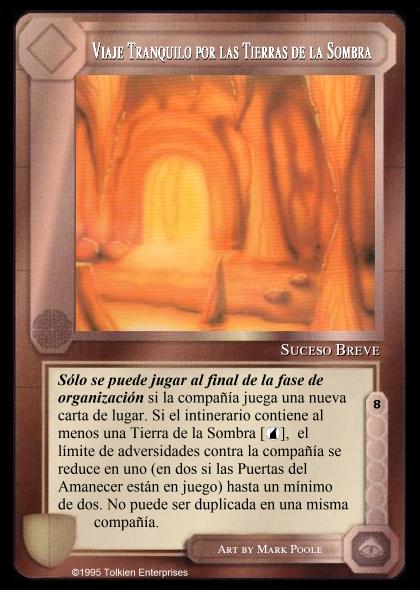 Viaje Tranquilo por las Tierras de la Sombra
Suceso Breve
Sólo se puede jugar al final de la fase de
organización si la compañía juega una nueva
carta de lugar. Si el intinerario contiene al
menos una Tierra de la Sombra [], el
límite de adversidades contra la compañía se
reduce en uno (en dos si las Puertas del
Amanecer están en juego) hasta un mínimo
de dos. No puede ser duplicada en una misma
compañía.
8
Art by Mark Poole
©1995 Tolkien Enterprises